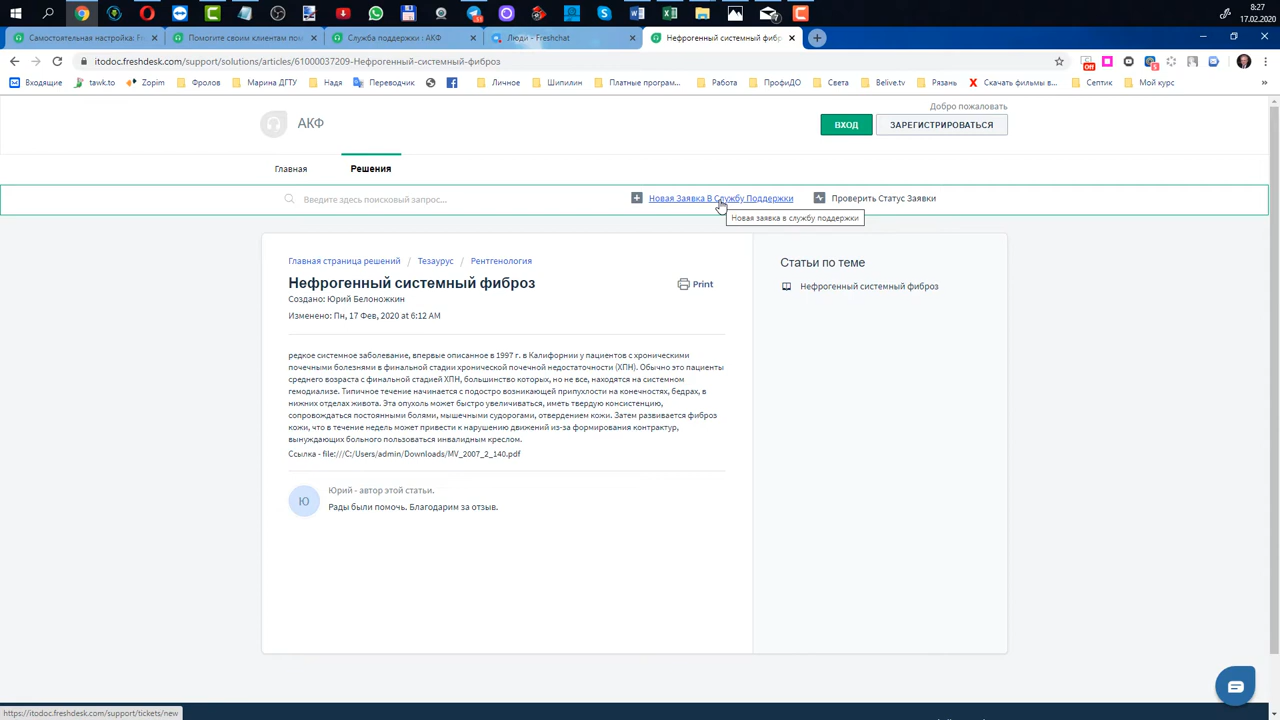 8:27
17.02.2020
Самостоятельная настройка: Fr
Помогите своим клиентам пом
Служба поддержки : АКФ
Люди - Freshchat
Нефрогенный системный фибр
itodoc.freshdesk.com/support/solutions/articles/61000037209-Нефрогенный-системный-фиброз
Входящие tawk.to Zopim Фролов Марина ДГТУ Надя Переводчик Личное Шипилин Платные програм... Работа ПрофиДО Света Belive.tv Рязань Скачать фильмы в... Септик Мой курс »
Добро пожаловать
АКФ
ВХОД ЗАРЕГИСТРИРОВАТЬСЯ
Главная Решения
Введите здесь поисковый запрос...
Новая Заявка В Службу Поддержки Проверить Статус Заявки
Новая заявка в службу поддержки
Главная страница решений / Тезаурус / Рентгенология
Нефрогенный системный фиброз
Print
Создано: Юрий Белоножкин
Изменено: Пн, 17 Фев, 2020 at 6:12 AM
редкое системное заболевание, впервые описанное в 1997 г. в Калифорнии у пациентов с хроническими
почечными болезнями в финальной стадии хронической почечной недостаточности (ХПН). Обычно это пациенты
среднего возраста с финальной стадией ХПН, большинство которых, но не все, находятся на системном
гемодиализе. Типичное течение начинается с подостро возникающей припухлости на конечностях, бедрах, в
нижних отделах живота. Эта опухоль может быстро увеличиваться, иметь твердую консистенцию,
сопровождаться постоянными болями, мышечными судорогами, отвердением кожи. Затем развивается фиброз
кожи, что в течение недель может привести к нарушению движений из-за формирования контрактур,
вынуждающих больного пользоваться инвалидным креслом.
Ссылка - file:///C:/Users/admin/Downloads/MV_2007_2_140.pdf
Ю
Юрий - автор этой статьи.
Рады были помочь. Благодарим за отзыв.
Статьи по теме
Нефрогенный системный фиброз
https://itodoc.freshdesk.com/support/tickets/new